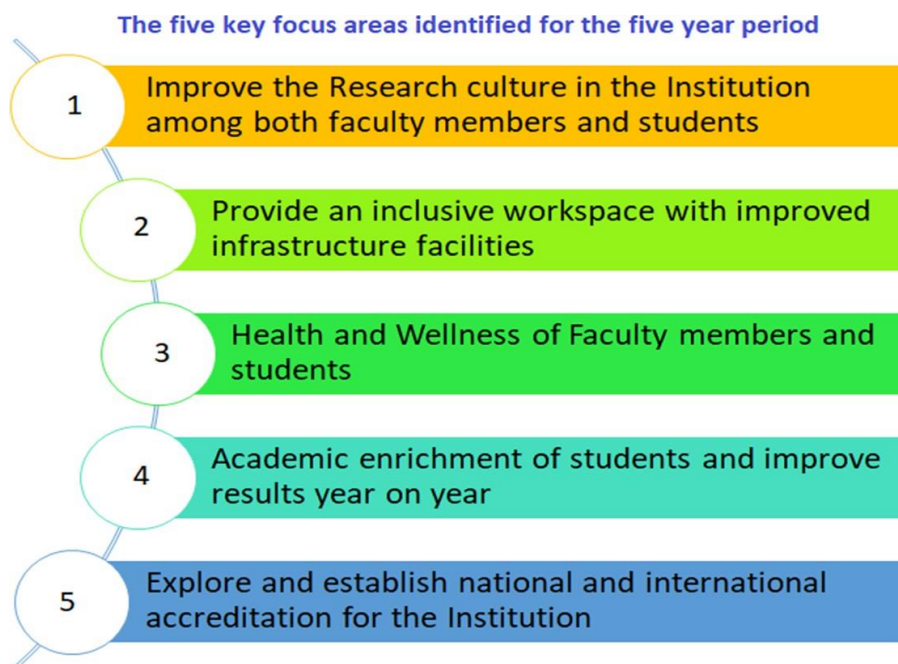 The five key focus areas identified for the five year period
1
Improve the Research culture in the Institution
among both faculty members and students
2
Provide an inclusive workspace with improved
infrastructure facilities
3
Health and Wellness of Faculty members and
students
4
Academic enrichment of students and improve
results year on year
5
Explore and establish national and international
accreditation for the Institution